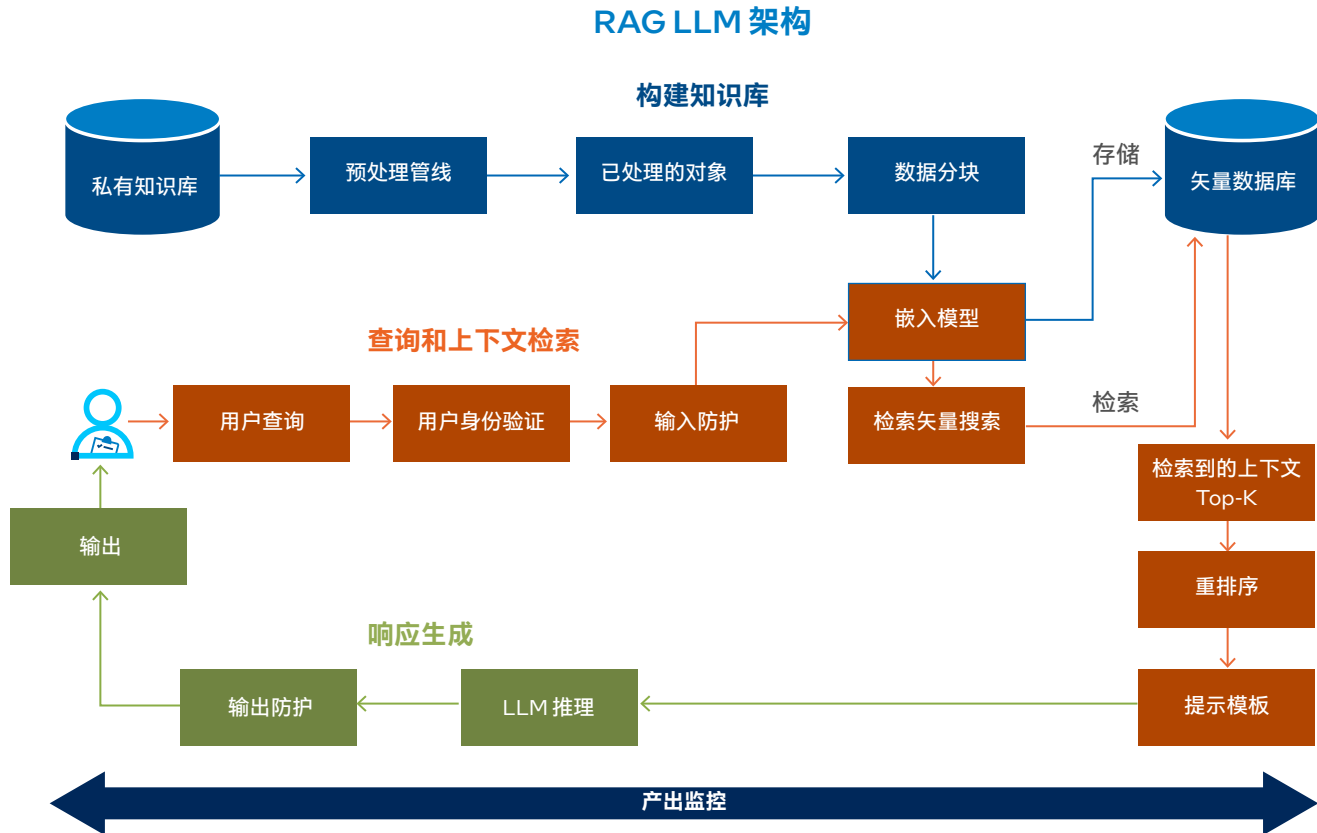 RAG LLM 架构
构建知识库
私有知识库
预处理管线
已处理的对象
数据分块
存储
矢量数据库
嵌入模型
查询和上下文检索
用户查询
用户身份验证
输入防护
检索矢量搜索
检索
检索到的上下文
Top-K
重排序
提示模板
响应生成
LLM 推理
输出防护
输出
产出监控